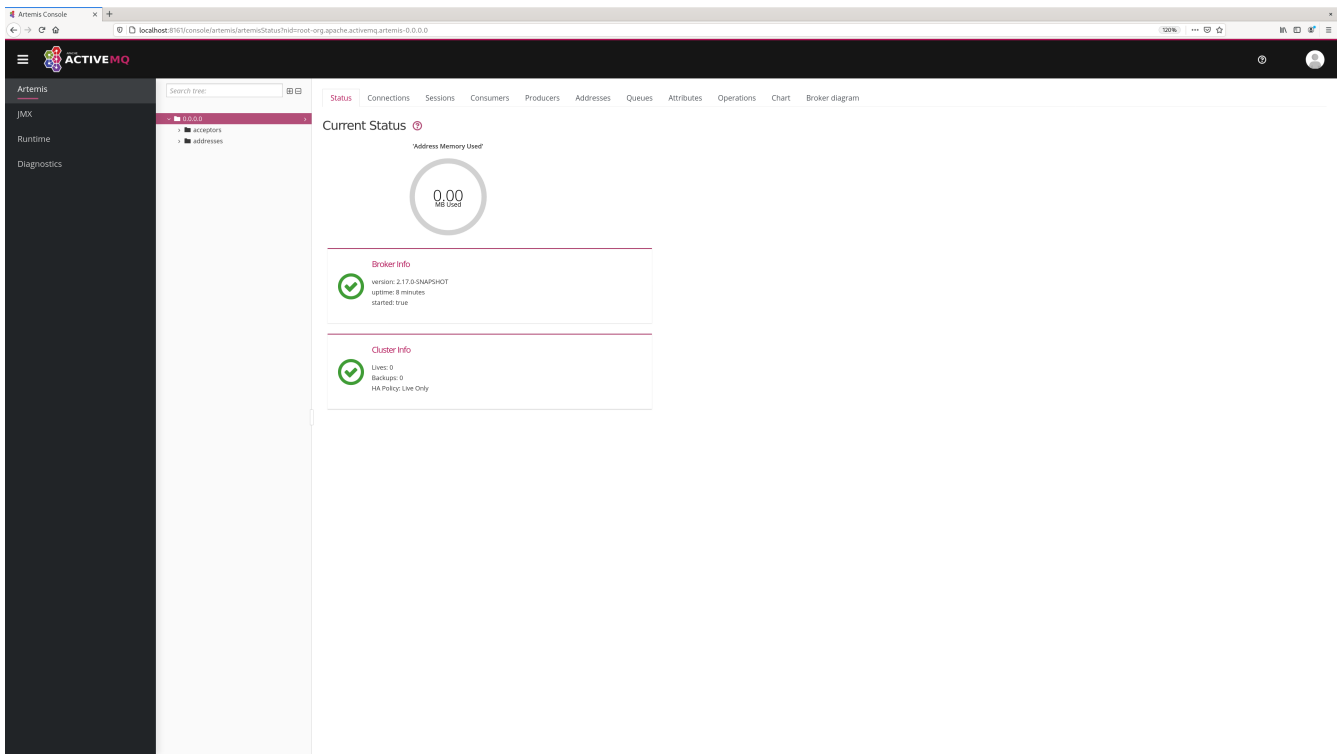 Artemis Console
localhost:8161/console/artemis/artemisStatus?nid=root-org.apache.activemq.artemis-0.0.0.0
120%
ACTIVEMQ
Artemis
JMX
Runtime
Diagnostics
Search tree:
0.0.0.0
acceptors
addresses
Status Connections Sessions Consumers Producers Addresses Queues Attributes Operations Chart Broker diagram
Current Status
'Address Memory Used'
0.00
MB Used
Broker Info
version: 2.17.0-SNAPSHOT
uptime: 8 minutes
started: true
Cluster Info
Lives: 0
Backups: 0
HA Policy: Live Only